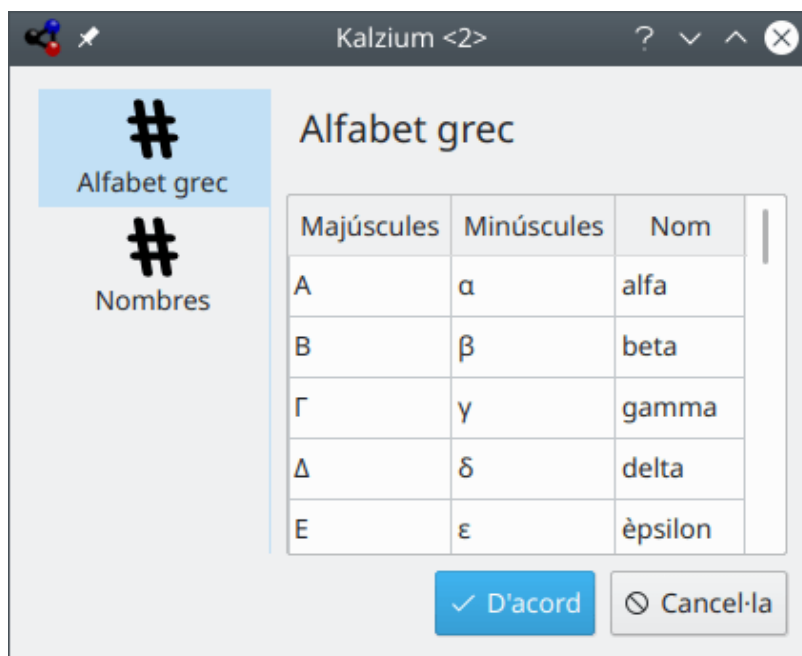 Kalzium <2>
Alfabet grec
Nombres
Alfabet grec
Majúscules Minúscules Nom
Α α alfa
Β β beta
Γ γ gamma
Δ δ delta
Ε ε èpsilon
D'acord Cancel·la